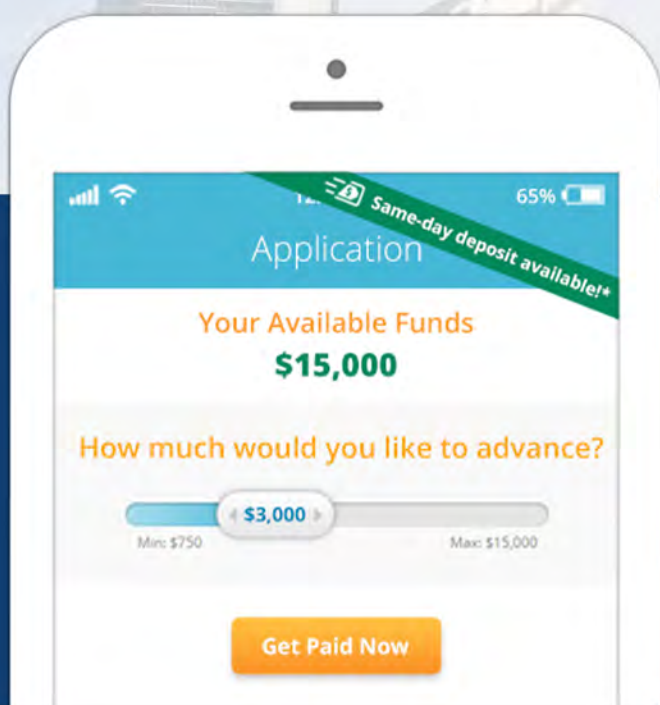 65%
Same-day deposit available!*
Application
Your Available Funds
$15,000
How much would you like to advance?
$3,000
Min: $750
Max: $15,000
Get Paid Now